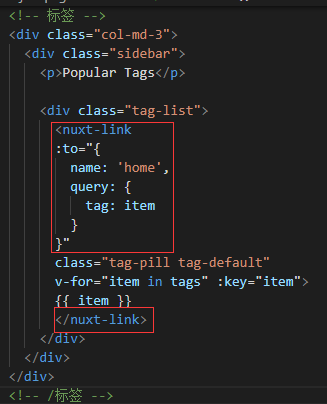 <!-- 标签 -->
<div class="col-md-3">
<div class="sidebar">
<p>Popular Tags</p>
<div class="tag-list">
<nuxt-link
:to="{
name: 'home',
query: {
tag: item
}
}"
class="tag-pill tag-default"
v-for="item in tags" :key="item">
{{ item }}
</nuxt-link>
</div>
</div>
</div>
<!-- /标签 -->